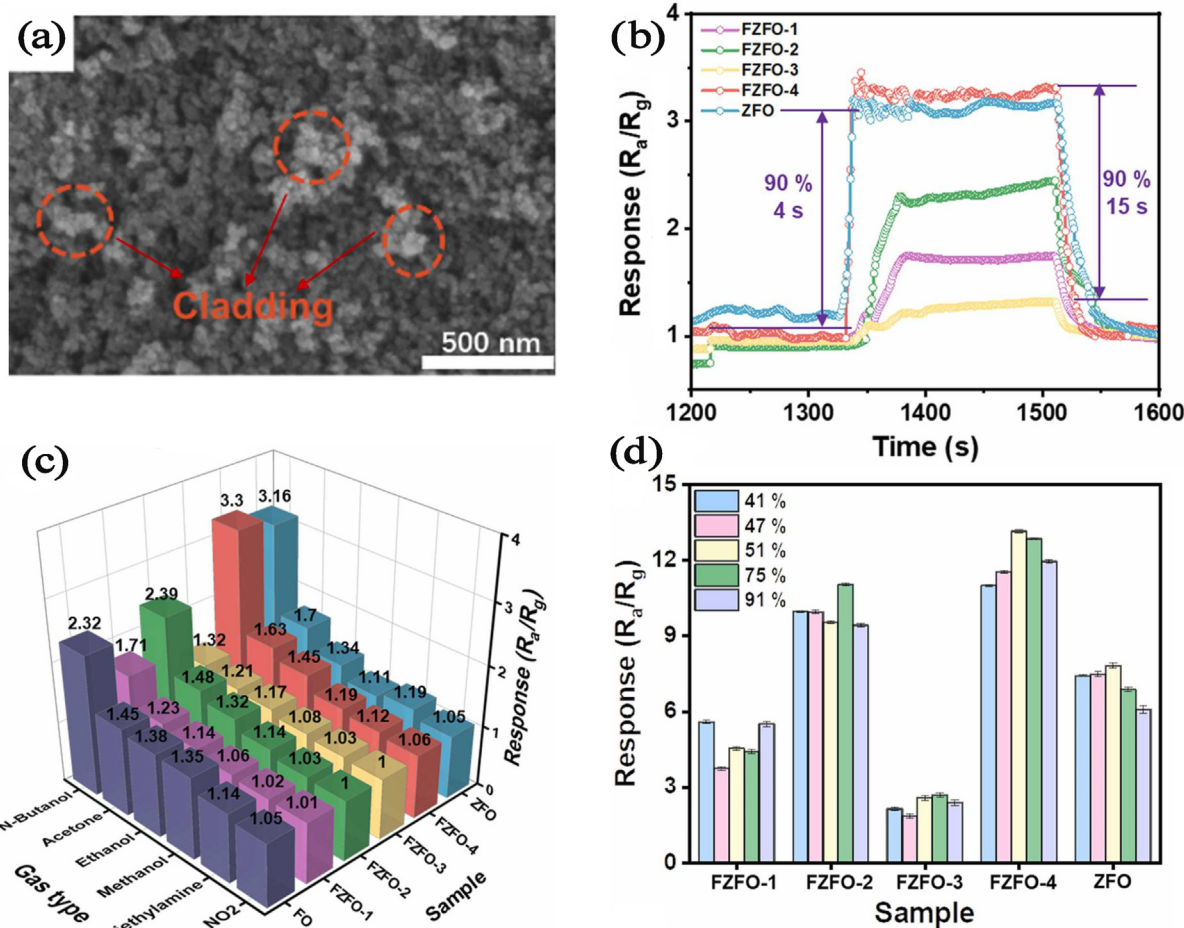 (a)
Cladding
500 nm
(b)
FZFO-1
FZFO-2
FZFO-3
FZFO-4
ZFO
90 %
4 s
90 %
15 s
Response (Ra/Rg)
4
3
2
1
1200 1300 1400 1500 1600
Time (s)
(c)
3.3 3.16
2.39
2.32
1.71 1.32 1.63 1.7
1.48 1.21 1.45 1.34
1.45 1.23 1.32 1.17 1.19 1.11
1.38 1.14 1.14 1.08 1.12 1.19
1.35 1.06 1.03 1.03 1.06 1.05
1.14 1.02 1 1
1.05 1.01
4
3
2
1
0
Response (Ra/Rg)
N-Butanol
Acetone
Ethanol
Methanol
NO2
Gas type
FO
FZFO-1
FZFO-2
FZFO-3
FZFO-4
ZFO
Sample
(d)
41 %
47 %
51 %
75 %
91 %
Response (Ra/Rg)
15
12
9
6
3
0
FZFO-1 FZFO-2 FZFO-3 FZFO-4 ZFO
Sample